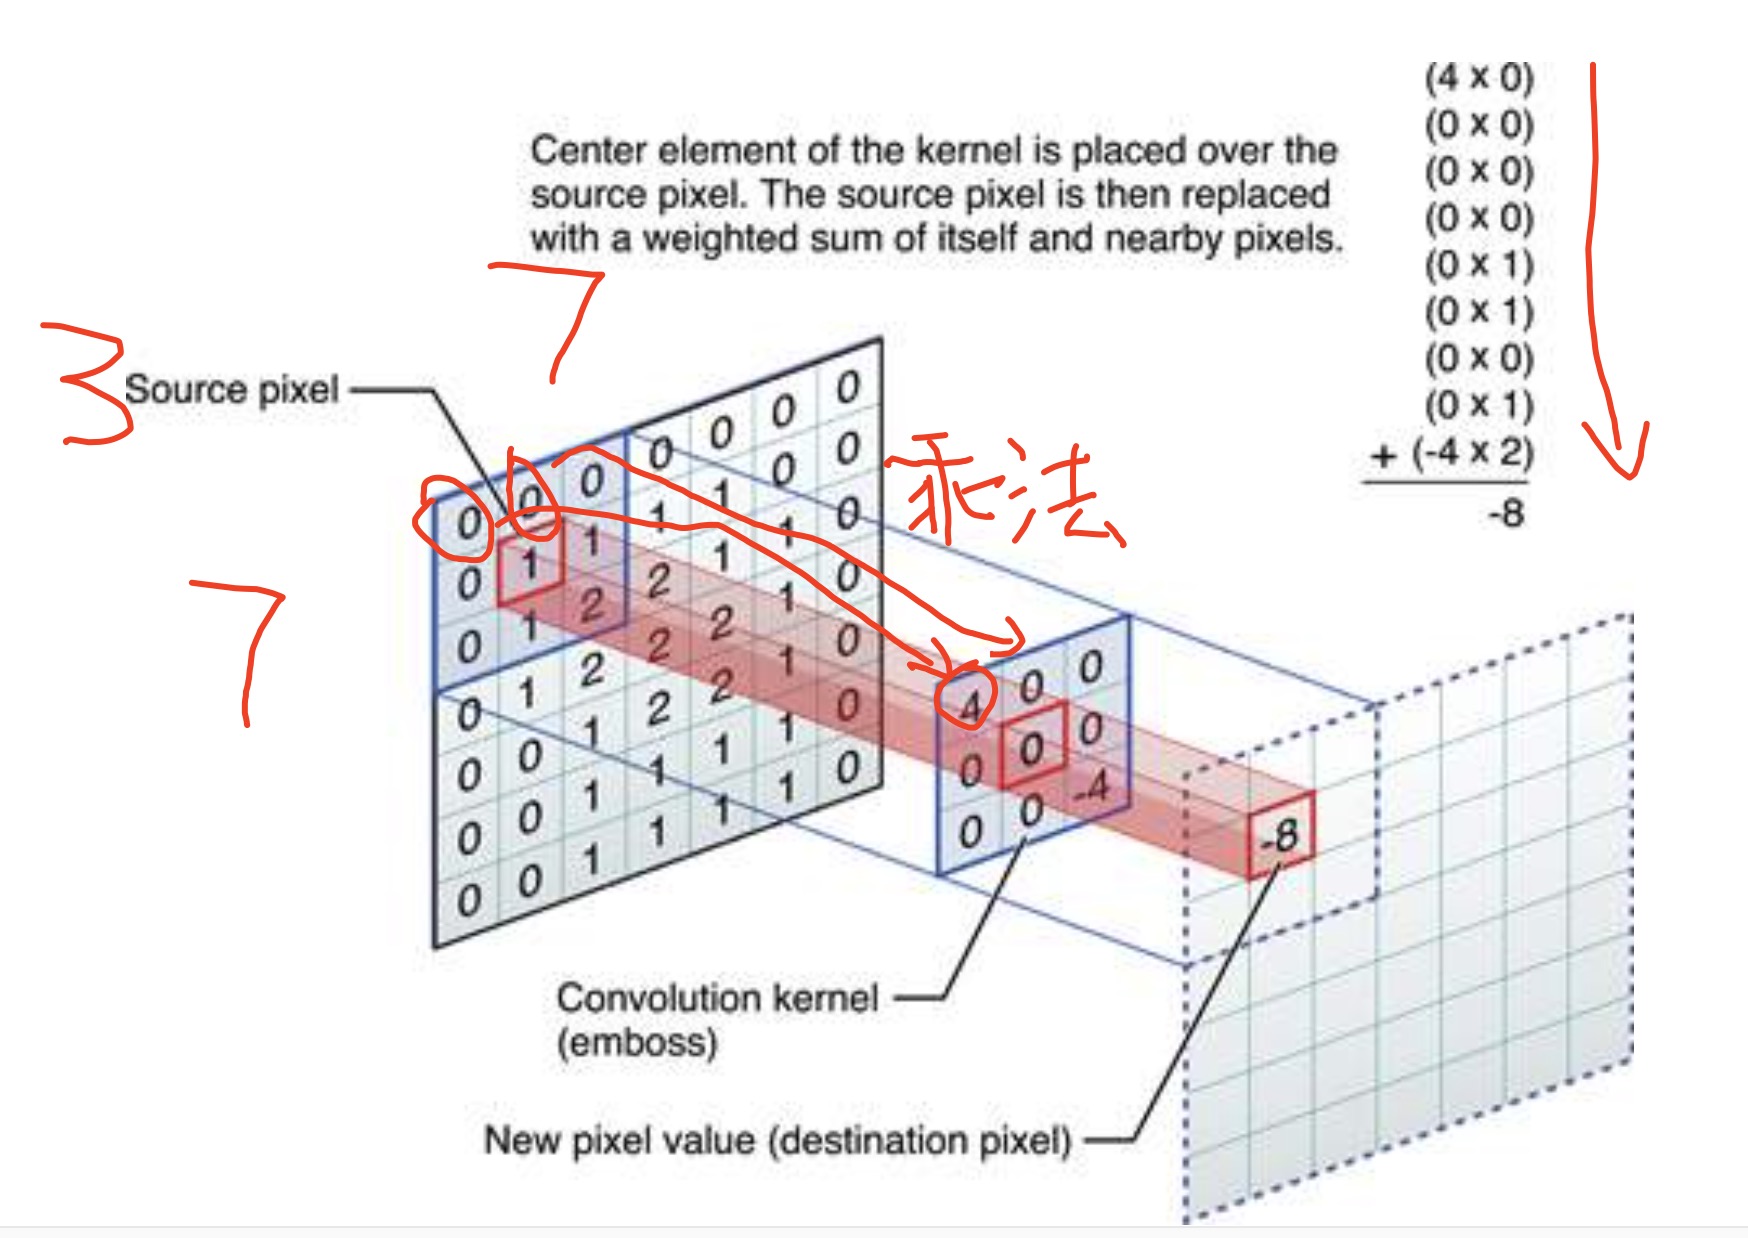 (4 x 0)
(0 x 0)
(0 x 0)
(0 x 0)
(0 x 1)
(0 x 1)
(0 x 0)
(0 x 1)
+ (-4 x 2)
-8
Center element of the kernel is placed over the
source pixel. The source pixel is then replaced
with a weighted sum of itself and nearby pixels.
7
3
Source pixel
乖法
7
0 0 0 0 0 0 0
0 1 1 1 1 0 0
0 1 2 2 1 1 0
0 1 2 2 2 1 0
0 0 1 2 2 1 0
0 0 1 1 1 1 0
0 0 1 1 1 1 0
4 0 0
0 0 0
0 0 -4
-8
Convolution kernel
(emboss)
New pixel value (destination pixel)